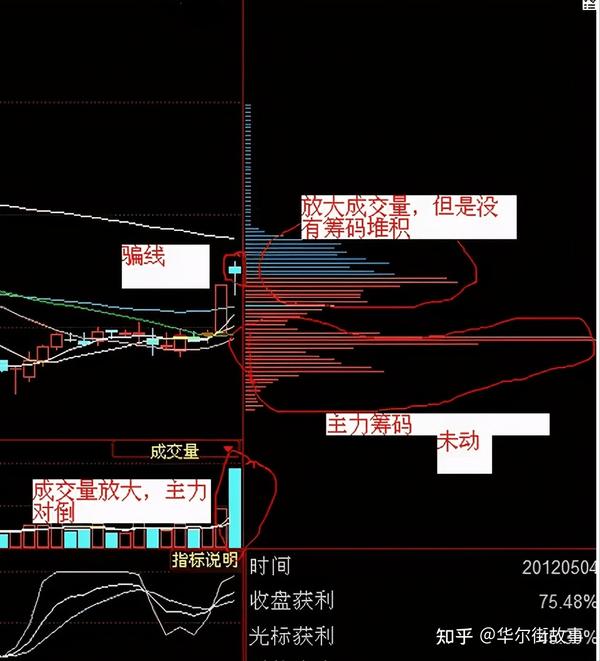 放大成交量，但是没
有筹码堆积
骗线
主力筹码
未动
成交量
成交量放大，主力
对倒
指标说明
时间 20120504
收盘获利 75.48%
光标获利
知乎 @华尔街故事